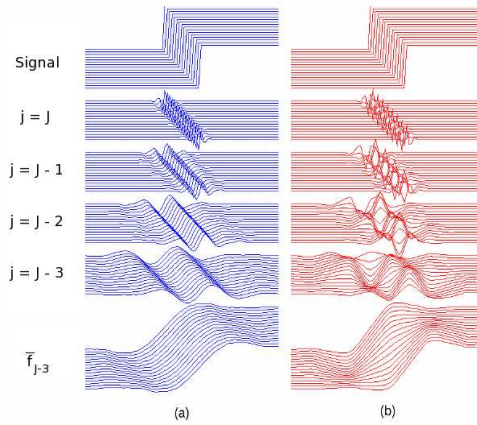 Signal
j = J
j = J - 1
j = J - 2
j = J - 3
f̅J-3
(a)
(b)